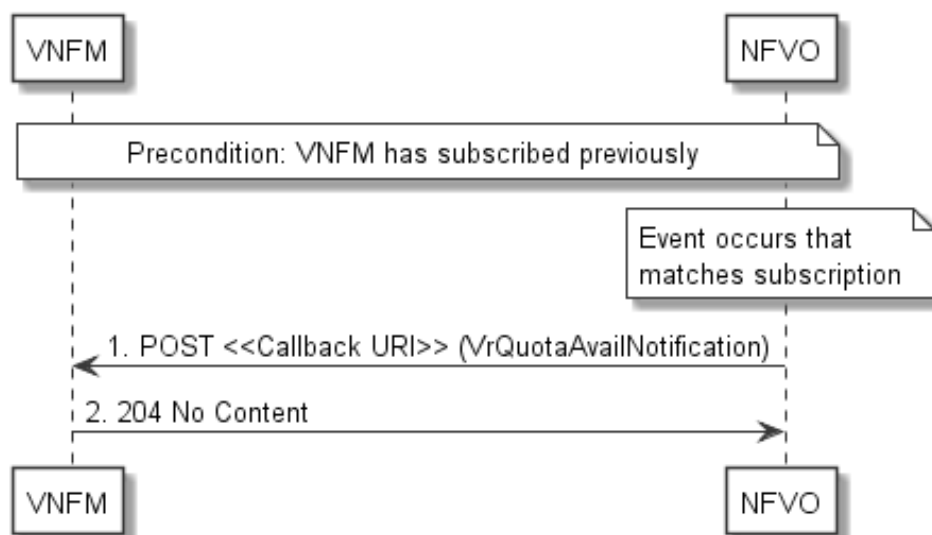 VNFM
NFVO
Precondition: VNFM has subscribed previously
Event occurs that
matches subscription
1. POST <<Callback URI>> (VrQuotaAvailNotification)
2. 204 No Content
VNFM
NFVO